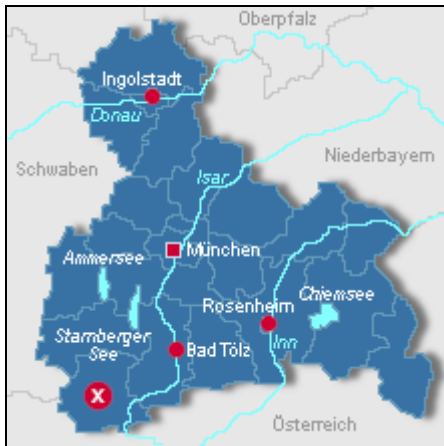 Oberpfalz
Ingolstadt
Donau
Schwaben
Niederbayern
Isar
München
Ammersee
Chiemsee
Rosenheim
Starnberger
See
Inn
Bad Tölz
X
Österreich